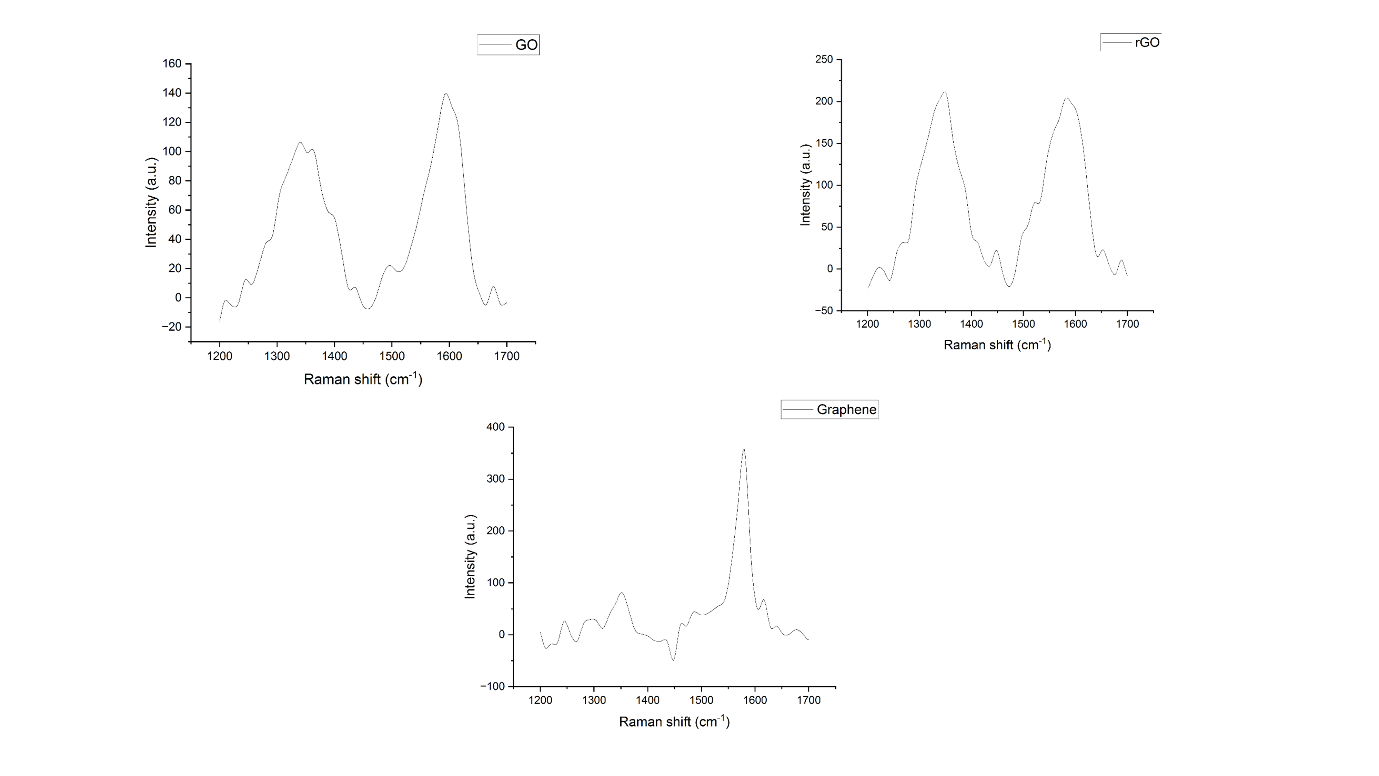 GO
160
140
120
100
80
60
40
20
0
−20
Intensity (a.u.)
1200 1300 1400 1500 1600 1700
Raman shift (cm⁻¹)
rGO
250
200
150
100
50
0
−50
Intensity (a.u.)
1200 1300 1400 1500 1600 1700
Raman shift (cm⁻¹)
Graphene
400
300
200
100
0
−100
Intensity (a.u.)
1200 1300 1400 1500 1600 1700
Raman shift (cm⁻¹)